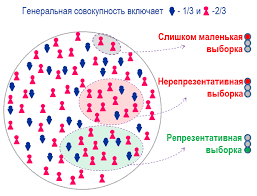 Генеральная совокупность включает - 1/3 и -2/3
Слишком маленькая
выборка
Нерепрезентативная
выборка
Репрезентативная
выборка